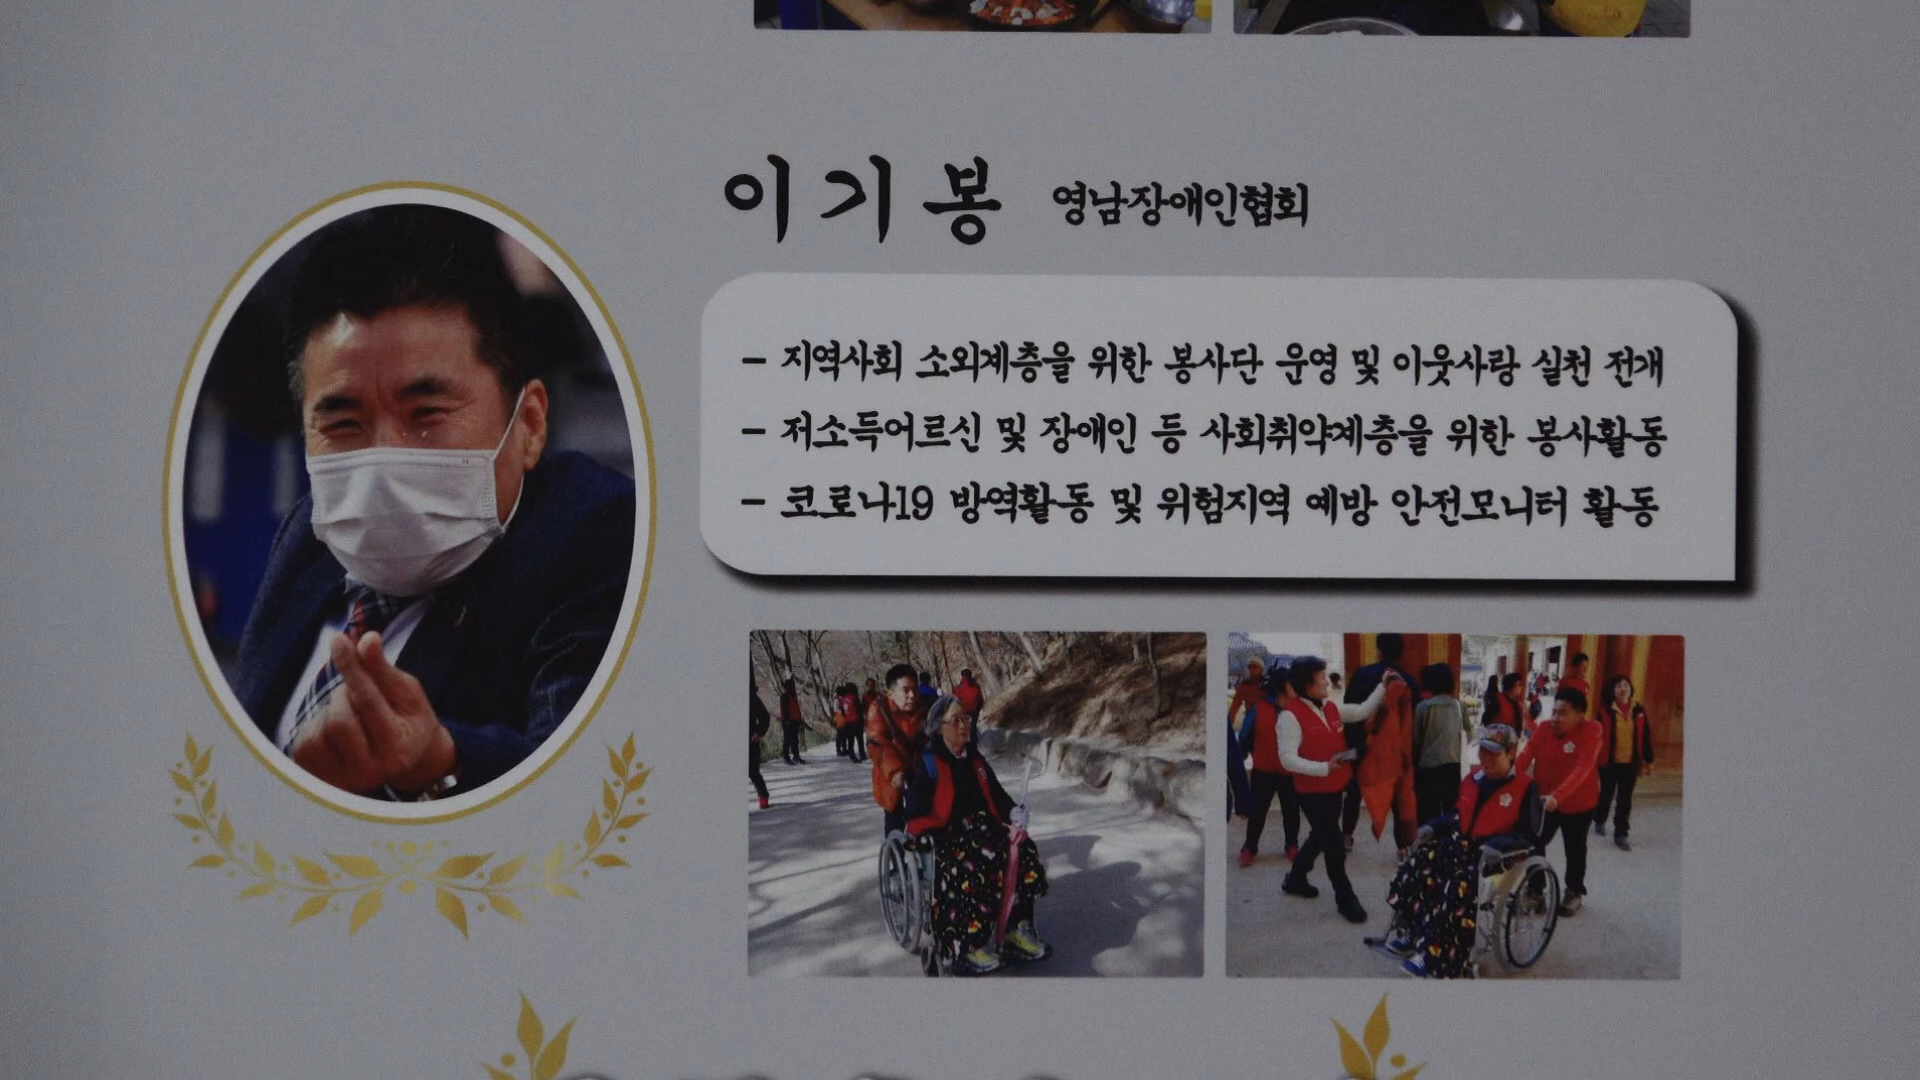 이기봉 영남장애인협회
- 지역사회 소외계층을 위한 봉사단 운영 및 이웃사랑 실천 전개
- 저소득어르신 및 장애인 등 사회취약계층을 위한 봉사활동
- 코로나19 방역활동 및 위험지역 예방 안전모니터 활동